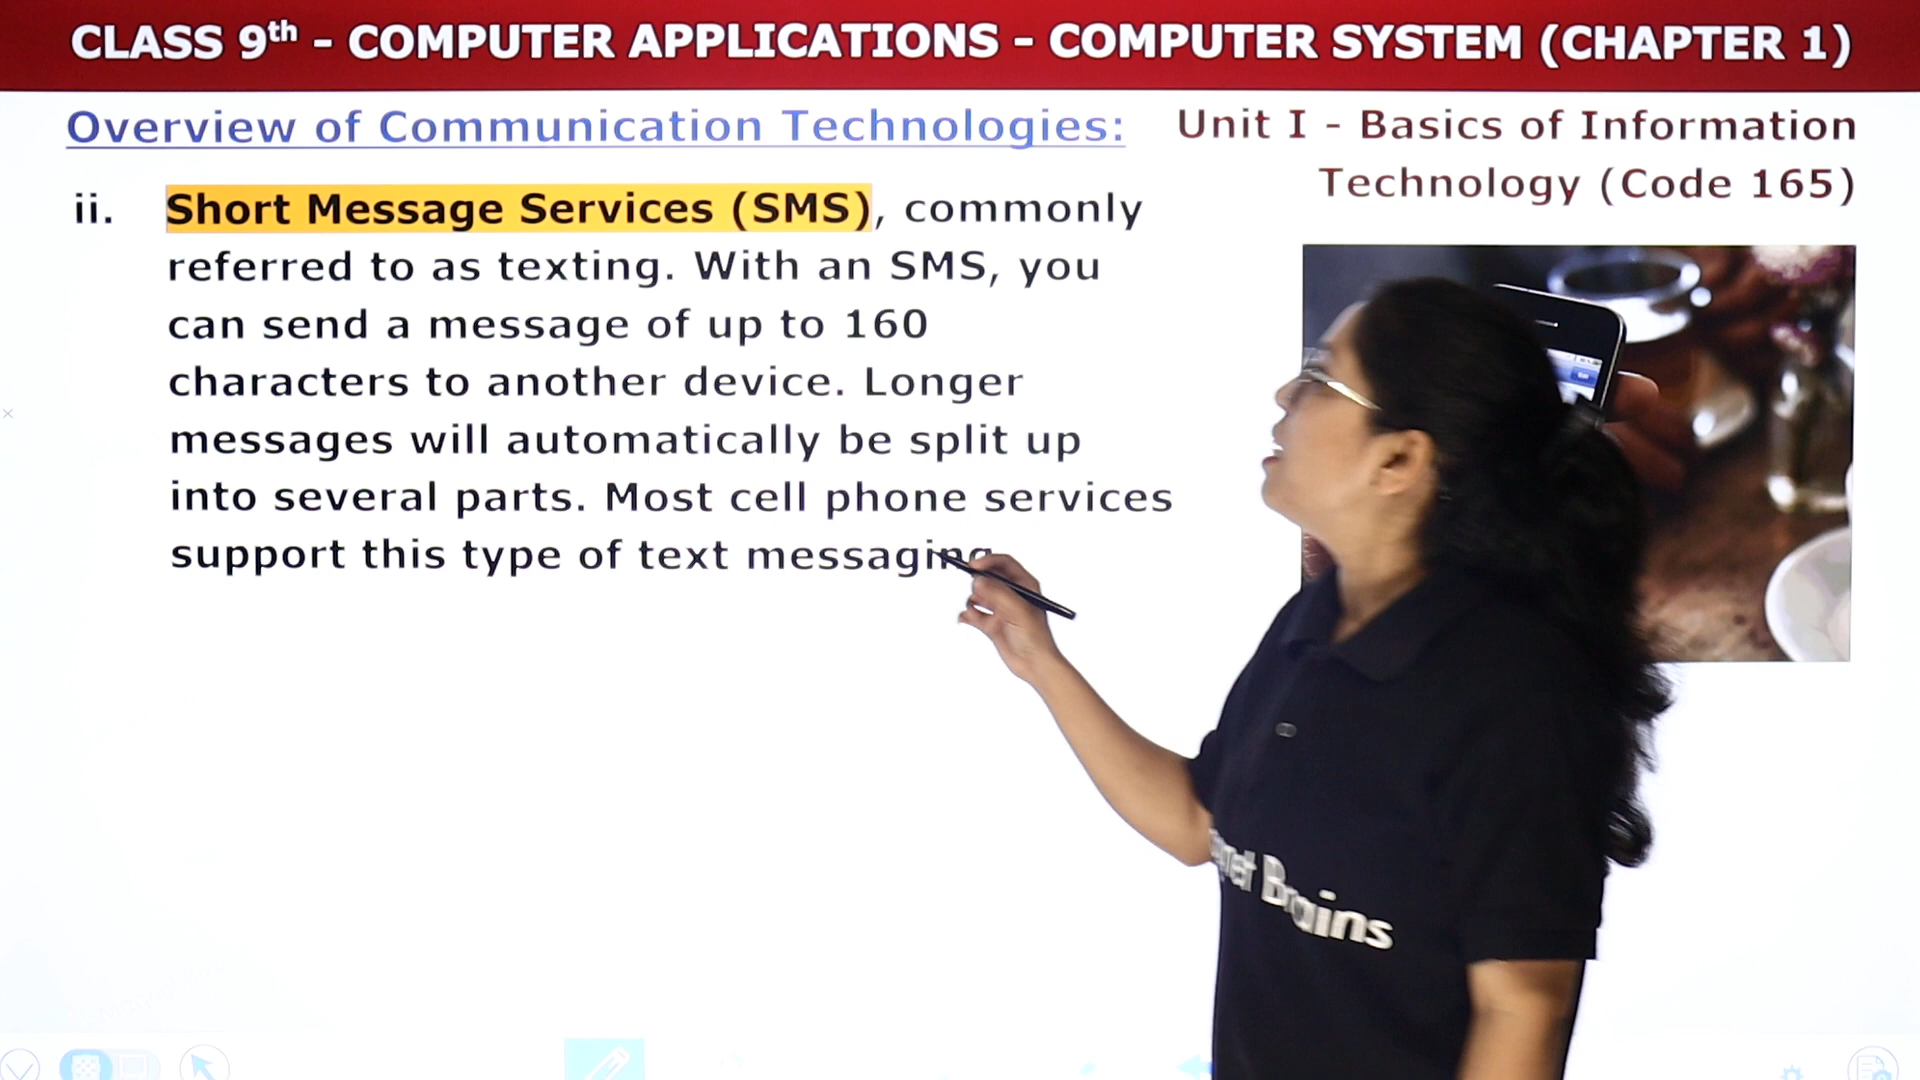 CLASS 9th - COMPUTER APPLICATIONS - COMPUTER SYSTEM (CHAPTER 1)
Overview of Communication Technologies:
Unit I - Basics of Information
Technology (Code 165)
ii. Short Message Services (SMS), commonly
referred to as texting. With an SMS, you
can send a message of up to 160
characters to another device. Longer
messages will automatically be split up
into several parts. Most cell phone services
support this type of text messaging
Brains